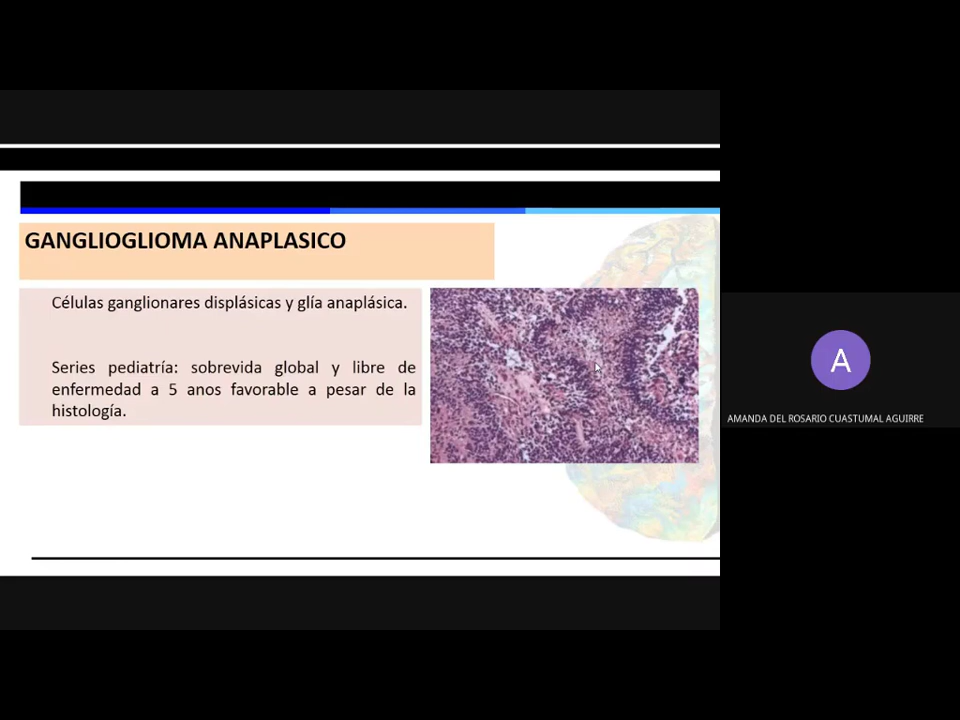 GANGLIOGLIOMA ANAPLASICO
Células ganglionares displásicas y glía anaplásica.
Series pediatría: sobrevida global y libre de
enfermedad a 5 anos favorable a pesar de la
histología.
A
AMANDA DEL ROSARIO CUASTUMAL AGUIRRE